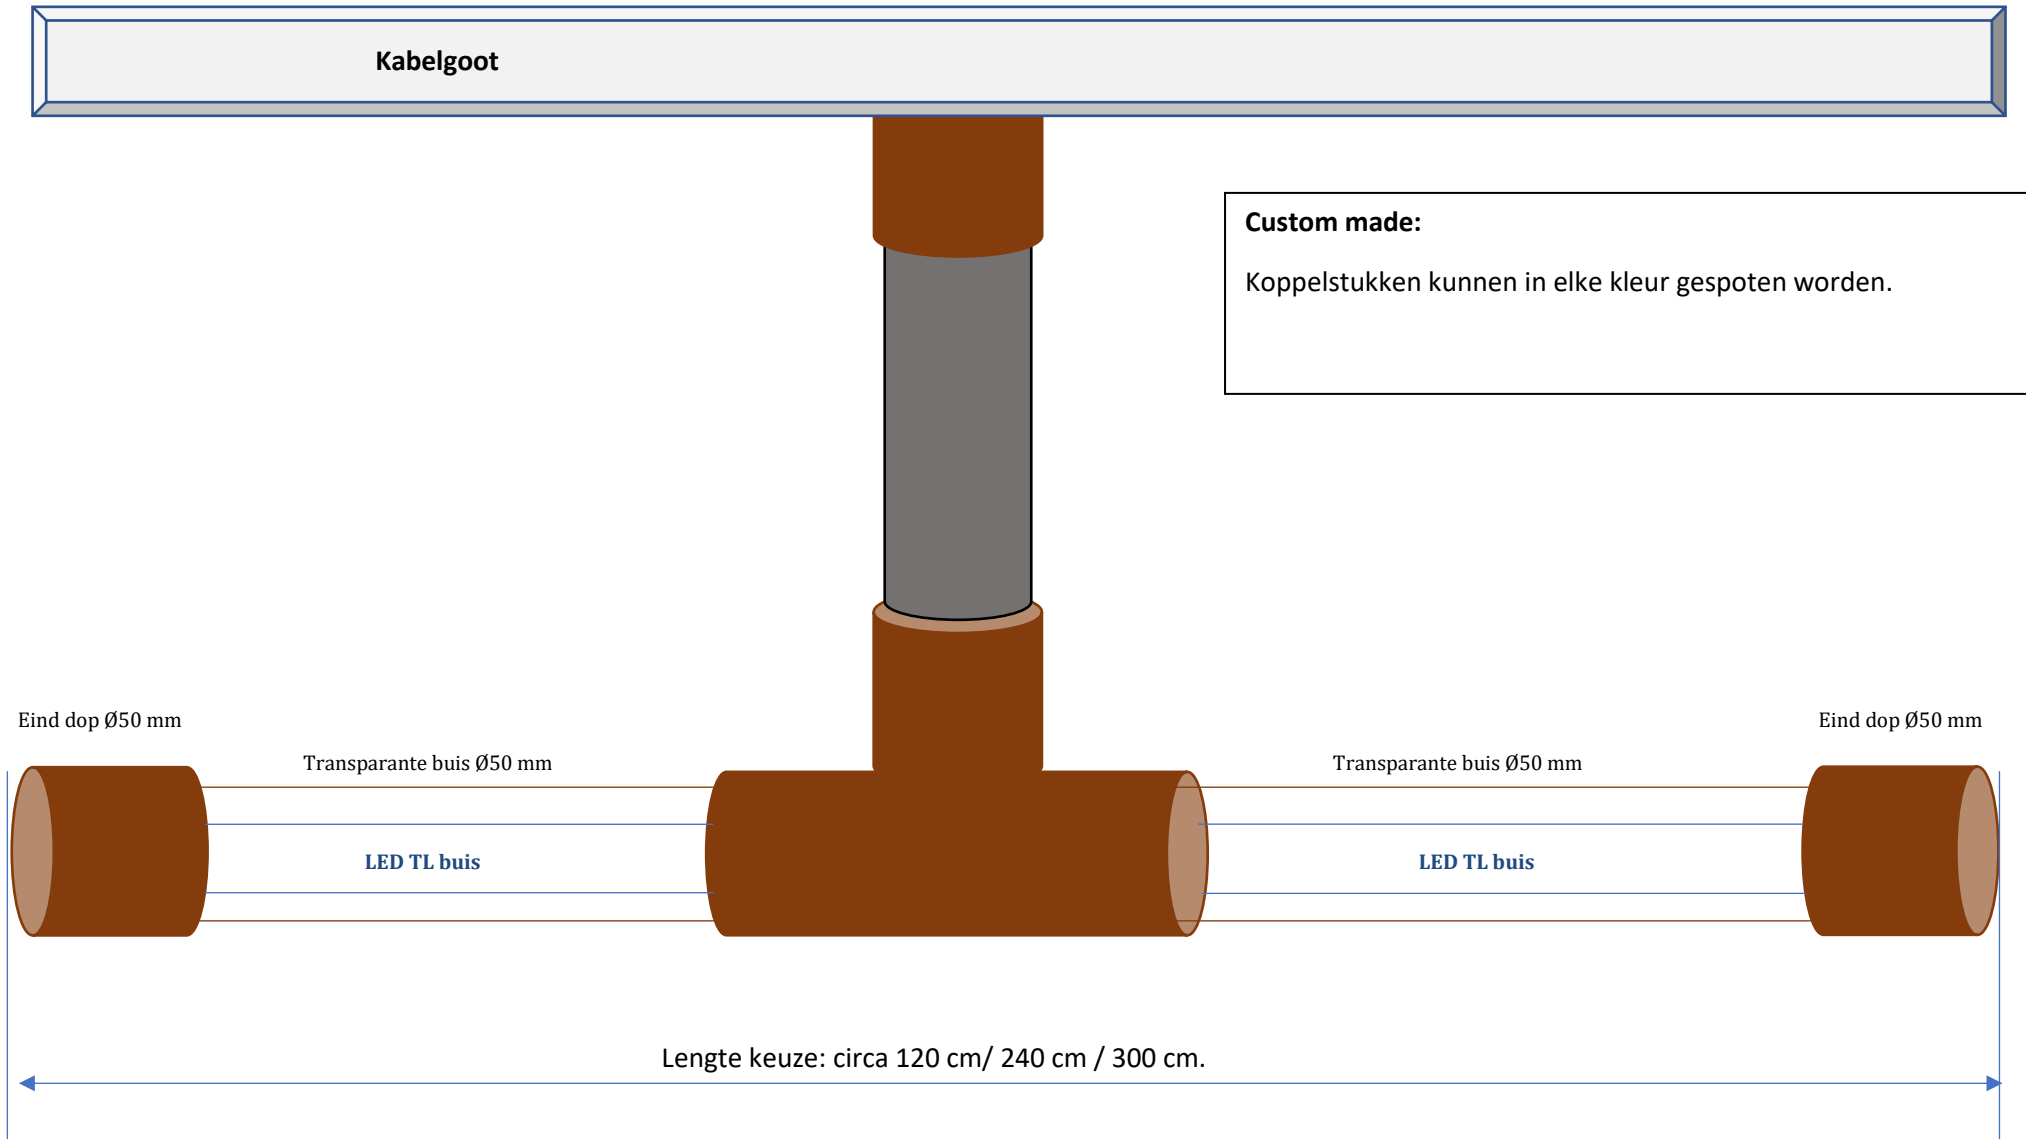 Kabelgoot
Custom made:
Koppelstukken kunnen in elke kleur gespoten worden.
Eind dop Ø50 mm
Eind dop Ø50 mm
Transparante buis Ø50 mm
Transparante buis Ø50 mm
LED TL buis
LED TL buis
Lengte keuze: circa 120 cm/ 240 cm / 300 cm.